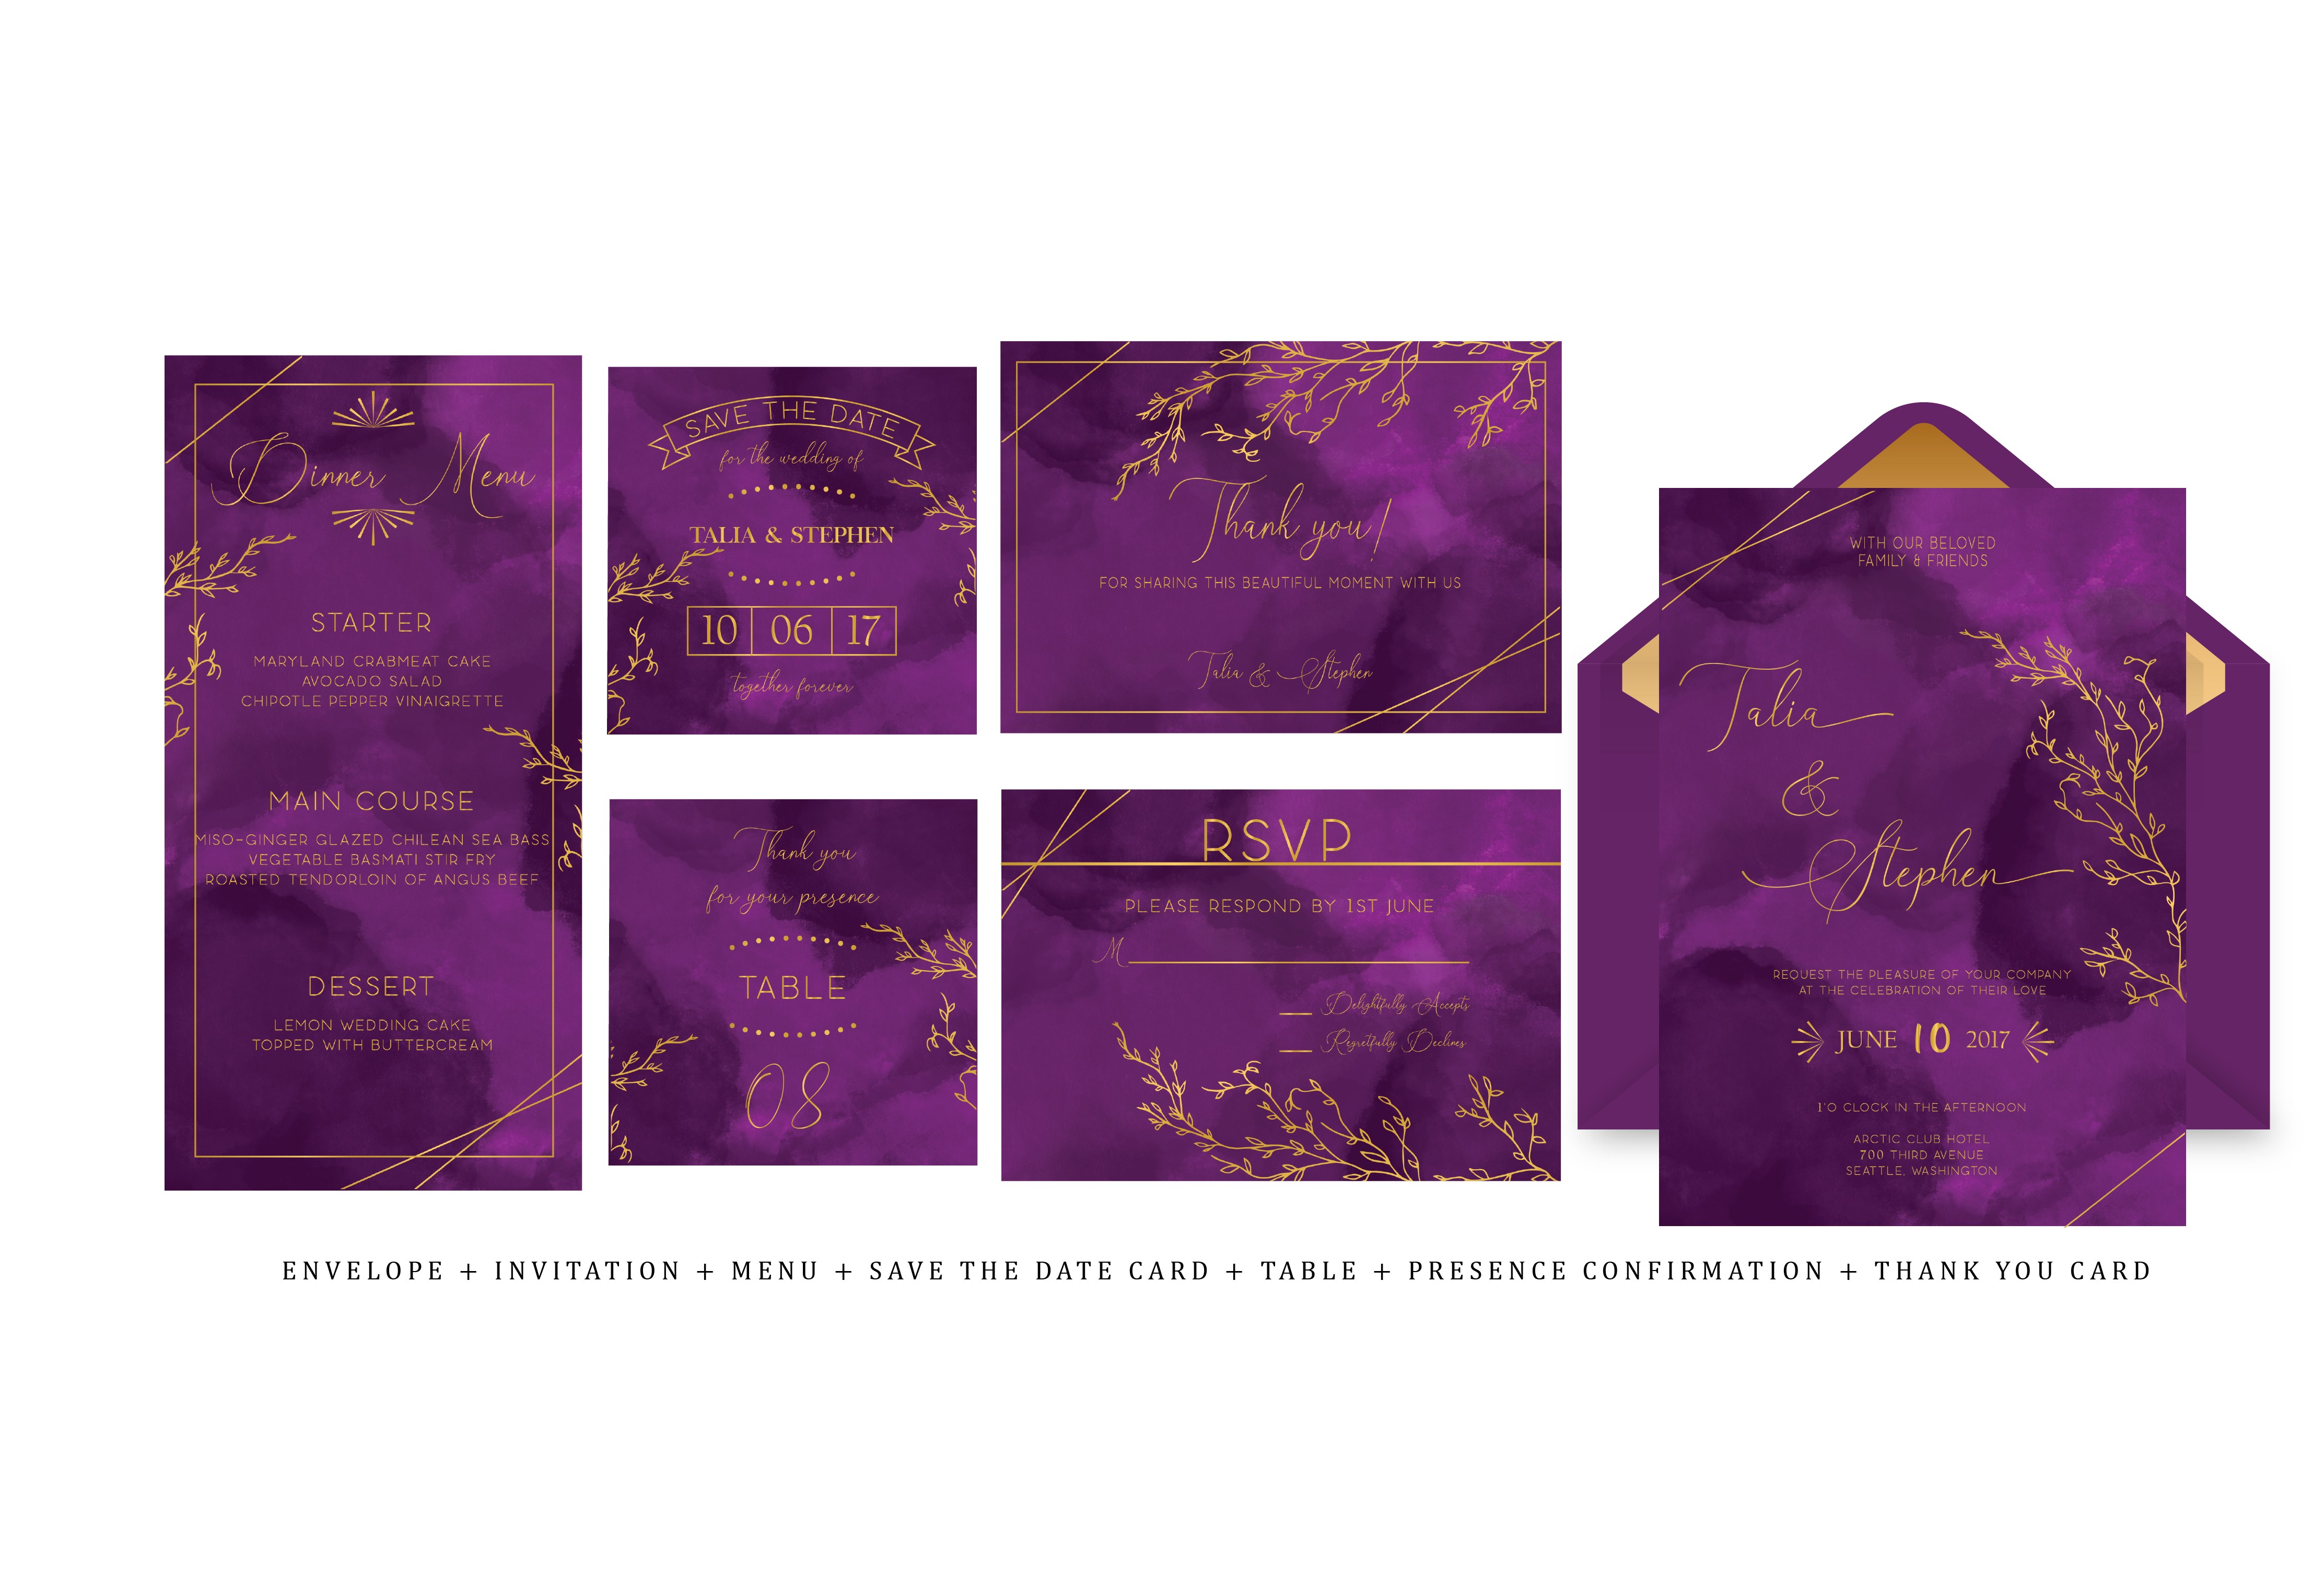 Dinner Menu
STARTER
MARYLAND CRABMEAT CAKE
AVOCADO SALAD
CHIPOTLE PEPPER VINAIGRETTE
MAIN COURSE
MISO-GINGER GLAZED CHILEAN SEA BASS
VEGETABLE BASMATI STIR FRY
ROASTED TENDORLOIN OF ANGUS BEEF
DESSERT
LEMON WEDDING CAKE
TOPPED WITH BUTTERCREAM
SAVE THE DATE
for the wedding of
TALIA & STEPHEN
10 06 17
together forever
Thank you
for your presence
TABLE
08
Thank you!
FOR SHARING THIS BEAUTIFUL MOMENT WITH US
Talia & Stephen
RSVP
PLEASE RESPOND BY 1ST JUNE
M
Delightfully Accepts
Regretfully Declines
WITH OUR BELOVED
FAMILY & FRIENDS
Talia
&
Stephen
REQUEST THE PLEASURE OF YOUR COMPANY
AT THE CELEBRATION OF THEIR LOVE
JUNE 10 2017
1'O CLOCK IN THE AFTERNOON
ARCTIC CLUB HOTEL
700 THIRD AVENUE
SEATTLE, WASHINGTON
ENVELOPE + INVITATION + MENU + SAVE THE DATE CARD + TABLE + PRESENCE CONFIRMATION + THANK YOU CARD